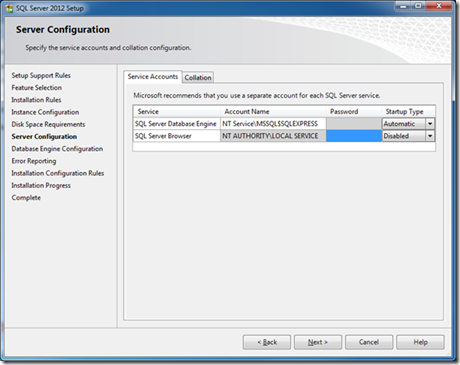 SQL Server 2012 Setup
Server Configuration
Specify the service accounts and collation configuration.
Setup Support Rules
Feature Selection
Installation Rules
Instance Configuration
Disk Space Requirements
Server Configuration
Database Engine Configuration
Error Reporting
Installation Configuration Rules
Installation Progress
Complete
Service Accounts Collation
Microsoft recommends that you use a separate account for each SQL Server service.
Service Account Name Password Startup Type
SQL Server Database Engine NT Service\MSSQL$SQLEXPRESS Automatic
SQL Server Browser NT AUTHORITY\LOCAL SERVICE Disabled
< Back Next > Cancel Help